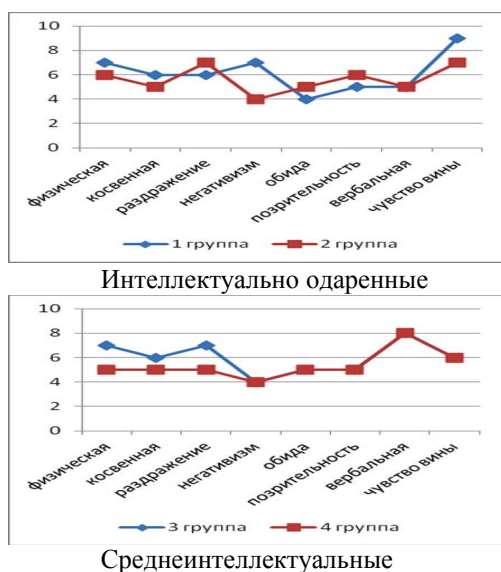 10
8
6
4
2
0
физическая
косвенная
раздражение
негативизм
обида
позрительность
вербальная
чувство вины
1 группа 2 группа
Интеллектуально одаренные
10
8
6
4
2
0
физическая
косвенная
раздражение
негативизм
обида
позрительность
вербальная
чувство вины
3 группа 4 группа
Среднеинтеллектуальные